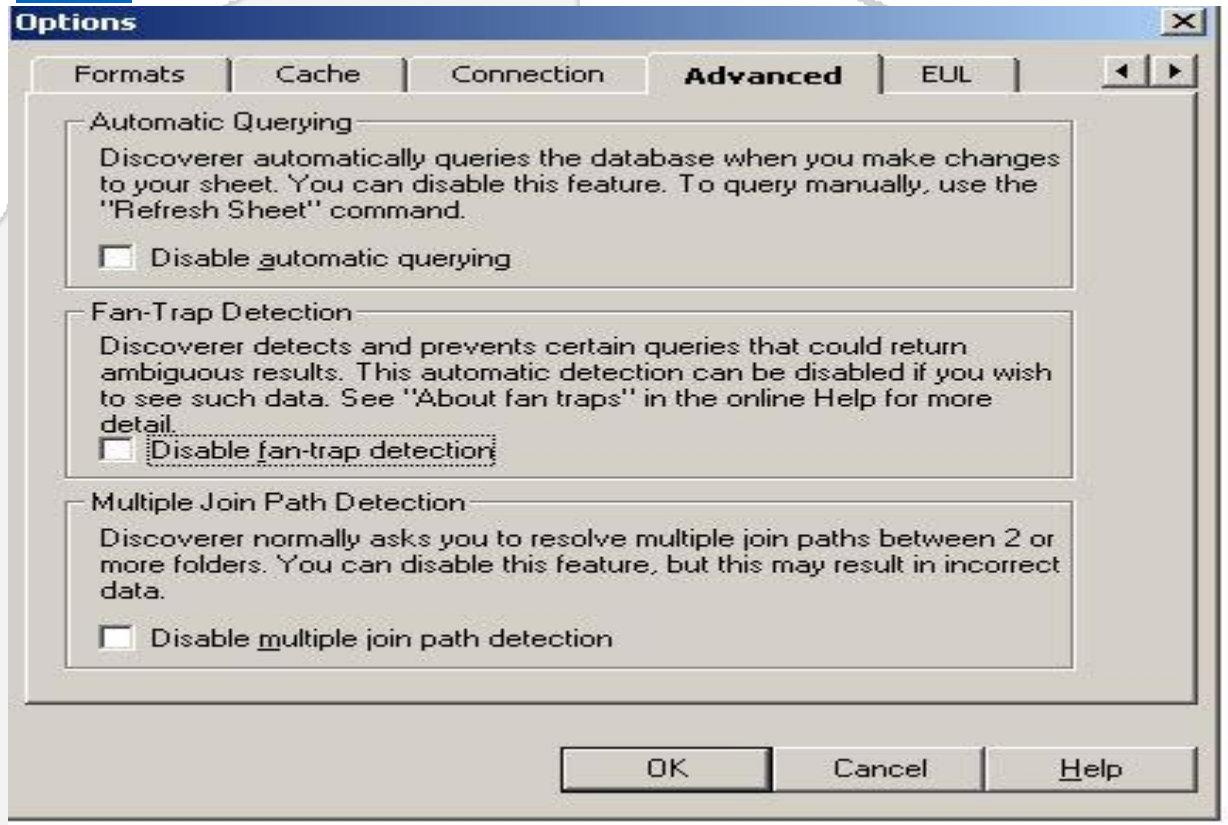 Options
Formats Cache Connection Advanced EUL
Automatic Querying
Discoverer automatically queries the database when you make changes
to your sheet. You can disable this feature. To query manually, use the
"Refresh Sheet" command.
Disable automatic querying
Fan-Trap Detection
Discoverer detects and prevents certain queries that could return
ambiguous results. This automatic detection can be disabled if you wish
to see such data. See "About fan traps" in the online Help for more
detail.
Disable fan-trap detection
Multiple Join Path Detection
Discoverer normally asks you to resolve multiple join paths between 2 or
more folders. You can disable this feature, but this may result in incorrect
data.
Disable multiple join path detection
OK Cancel Help